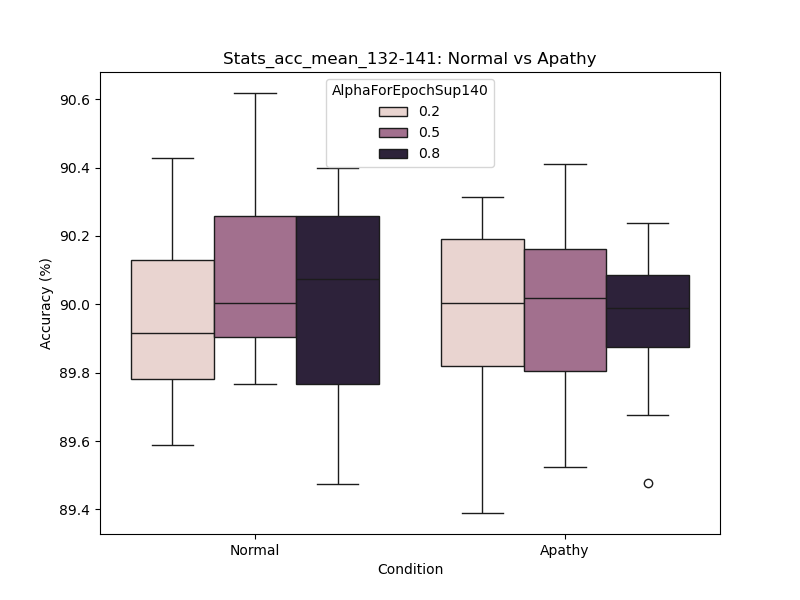 Stats_acc_mean_132-141: Normal vs Apathy
AlphaForEpochSup140
0.2
0.5
0.8
90.6
90.4
90.2
90.0
89.8
89.6
89.4
Accuracy (%)
Normal
Apathy
Condition